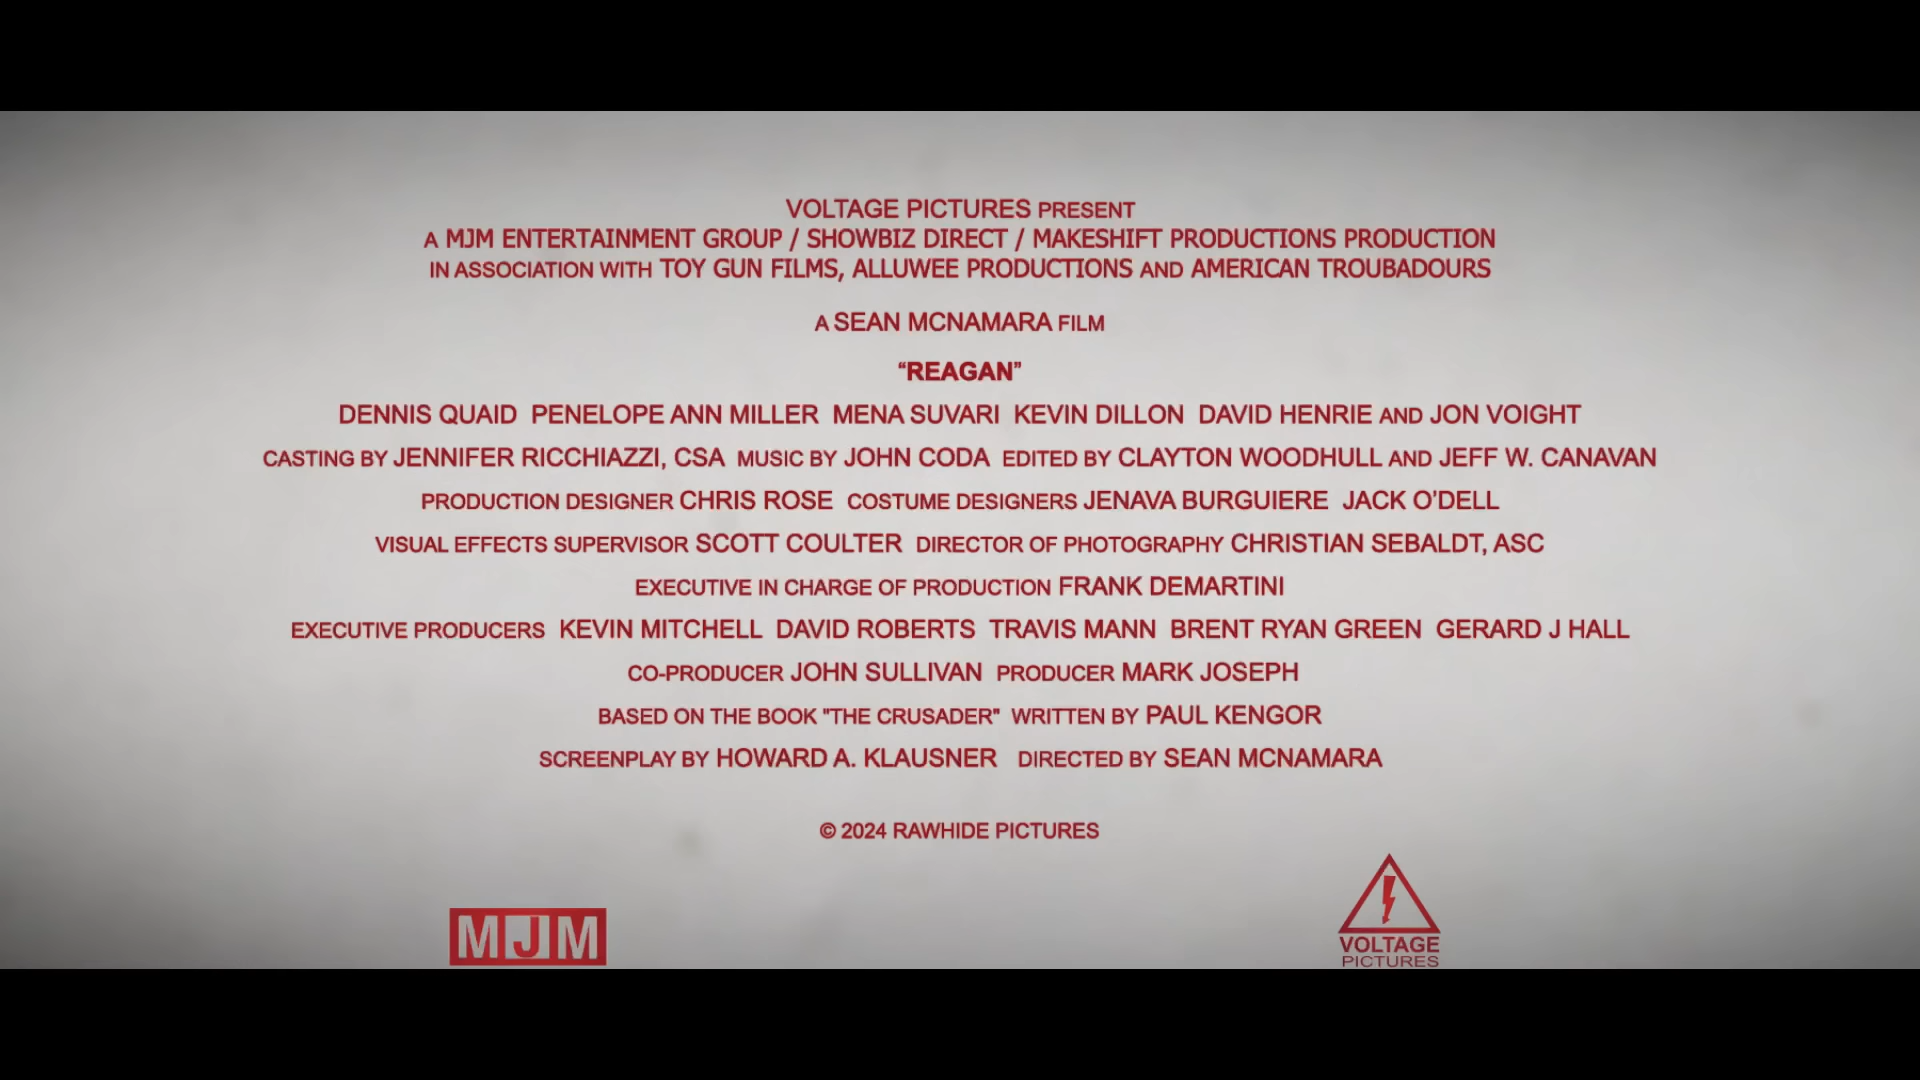 VOLTAGE PICTURES PRESENT
A MJM ENTERTAINMENT GROUP / SHOWBIZ DIRECT / MAKESHIFT PRODUCTIONS PRODUCTION
IN ASSOCIATION WITH TOY GUN FILMS, ALLUWEE PRODUCTIONS AND AMERICAN TROUBADOURS
A SEAN MCNAMARA FILM
“REAGAN”
DENNIS QUAID PENELOPE ANN MILLER MENA SUVARI KEVIN DILLON DAVID HENRIE AND JON VOIGHT
CASTING BY JENNIFER RICCHIAZZI, CSA MUSIC BY JOHN CODA EDITED BY CLAYTON WOODHULL AND JEFF W. CANAVAN
PRODUCTION DESIGNER CHRIS ROSE COSTUME DESIGNERS JENAVA BURGUIERE JACK O’DELL
VISUAL EFFECTS SUPERVISOR SCOTT COULTER DIRECTOR OF PHOTOGRAPHY CHRISTIAN SEBALDT, ASC
EXECUTIVE IN CHARGE OF PRODUCTION FRANK DEMARTINI
EXECUTIVE PRODUCERS KEVIN MITCHELL DAVID ROBERTS TRAVIS MANN BRENT RYAN GREEN GERARD J HALL
CO-PRODUCER JOHN SULLIVAN PRODUCER MARK JOSEPH
BASED ON THE BOOK "THE CRUSADER" WRITTEN BY PAUL KENGOR
SCREENPLAY BY HOWARD A. KLAUSNER DIRECTED BY SEAN MCNAMARA
© 2024 RAWHIDE PICTURES
MJM
VOLTAGE
PICTURES